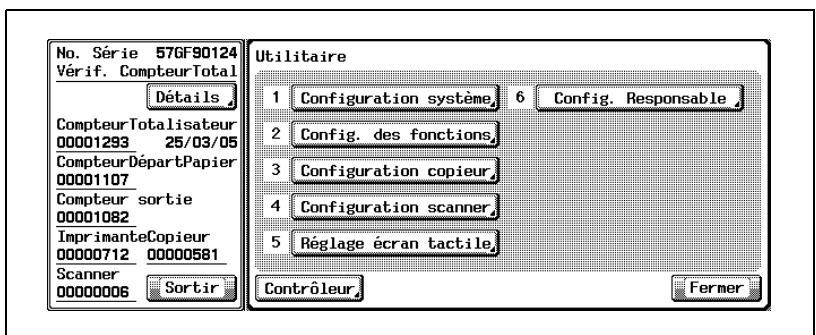 No. Série 57GF90124
Vérif. CompteurTotal
Détails
CompteurTotalisateur
00001293 25/03/05
CompteurDépartPapier
00001107
Compteur sortie
00001082
ImprimanteCopieur
00000712 00000581
Scanner
00000006 Sortir
Utilitaire
1 Configuration système 6 Config. Responsable
2 Config. des fonctions
3 Configuration copieur
4 Configuration scanner
5 Réglage écran tactile
Contrôleur Fermer